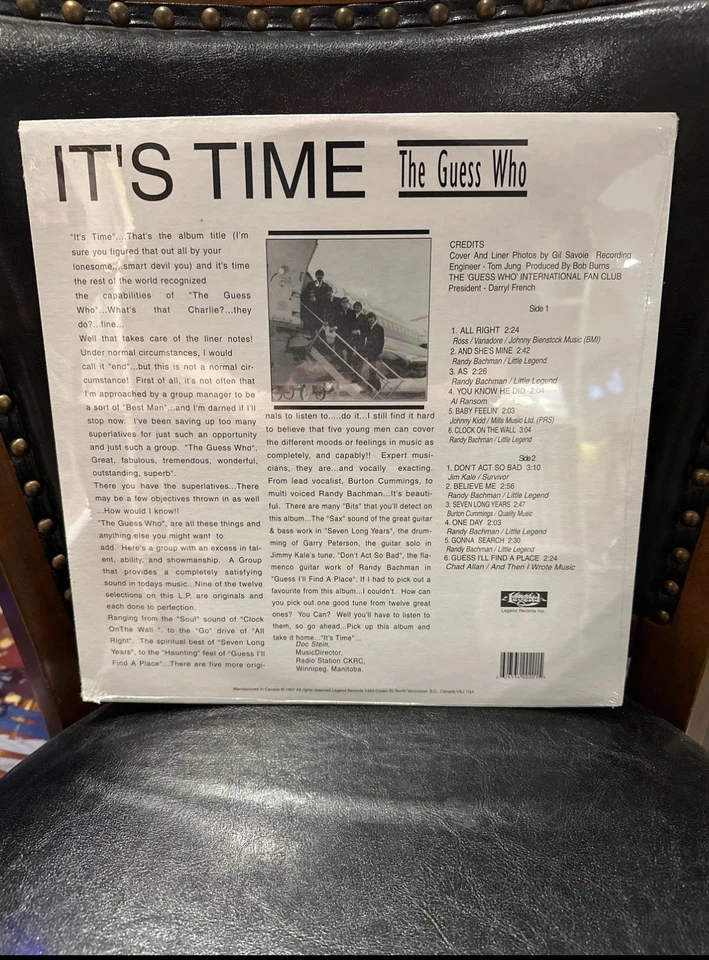 IT'S TIME
The Guess Who
"It's Time"....That's the album title (I'm
sure you figured that out all by your
lonesome....smart devil you) and it's time
the rest of the world recognized
the capabilities of "The Guess
Who"...What's that Charlie?...they
do?...fine...
Well that takes care of the liner notes!
Under normal circumstances, I would
call it "end"...but this is not a normal cir-
cumstance! First of all, it's not often that
I'm approached by a group manager to be
a sort of "Best Man"...and I'm darned if I'll
stop now. I've been saving up too many
superlatives for just such an opportunity
and just such a group. "The Guess Who",
Great, fabulous, tremendous, wonderful,
outstanding, superb".
There you have the superlatives...There
may be a few objectives thrown in as well
...How would I know!!
"The Guess Who", are all these things and
anything else you might want to
add. Here's a group with an excess in tal-
ent, ability, and showmanship. A Group
that provides a completely satisfying
sound in todays music...Nine of the twelve
selections on this L.P. are originals and
each done to perfection.
Ranging from the "Soul" sound of "Clock
OnThe Wall ". to the "Go" drive of "All
Right". The spiritual best of "Seven Long
Years", to the "Haunting" feel of "Guess I'll
Find A Place"...There are five more origi-
nals to listen to.....do it...I still find it hard
to believe that five young men can cover
the different moods or feelings in music as
completely, and capably!! Expert musi-
cians, they are...and vocally exacting.
From lead vocalist, Burton Cummings, to
multi voiced Randy Bachman...It's beauti-
ful. There are many "Bits" that you'll detect on
this album...The "Sax" sound of the great guitar
& bass work in "Seven Long Years", the drum-
ming of Garry Peterson, the guitar solo in
Jimmy Kale's tune, "Don't Act So Bad", the fla-
menco guitar work of Randy Bachman in
"Guess I'll Find A Place". If I had to pick out a
favourite from this album...I couldn't. How can
you pick out one good tune from twelve great
ones? You Can? Well you'll have to listen to
them, so go ahead...Pick up this album and
take it home..."It's Time"...
Doc Stein,
MusicDirector,
Radio Station CKRC,
Winnipeg, Manitoba.
CREDITS
Cover And Liner Photos by Gil Savoie Recording
Engineer - Tom Jung Produced By Bob Burns
THE 'GUESS WHO' INTERNATIONAL FAN CLUB
President - Darryl French
Side 1
1. ALL RIGHT 2:24
Ross / Vanadore / Johnny Bienstock Music (BMI)
2. AND SHE'S MINE 2:42
Randy Bachman / Little Legend
3. AS 2:26
Randy Bachman / Little Legend
4. YOU KNOW HE DID 2:04
Al Ransom
5. BABY FEELIN' 2:03
Johnny Kidd / Mills Music Ltd. (PRS)
6. CLOCK ON THE WALL 3:04
Randy Bachman / Little Legend
Side 2
1. DON'T ACT SO BAD 3:10
Jim Kale / Survivor
2. BELIEVE ME 2:56
Randy Bachman / Little Legend
3. SEVEN LONG YEARS 2:47
Burton Cummings / Quality Music
4. ONE DAY 2:03
Randy Bachman / Little Legend
5. GONNA SEARCH 2:30
Randy Bachman / Little Legend
6. GUESS I'LL FIND A PLACE 2:24
Chad Allan / And Then I Wrote Music
Legend
Legend Records Inc.
Manufactured in Canada © 1997 All rights reserved Legend Records North Vancouver, B.C., Canada V7J 1G4